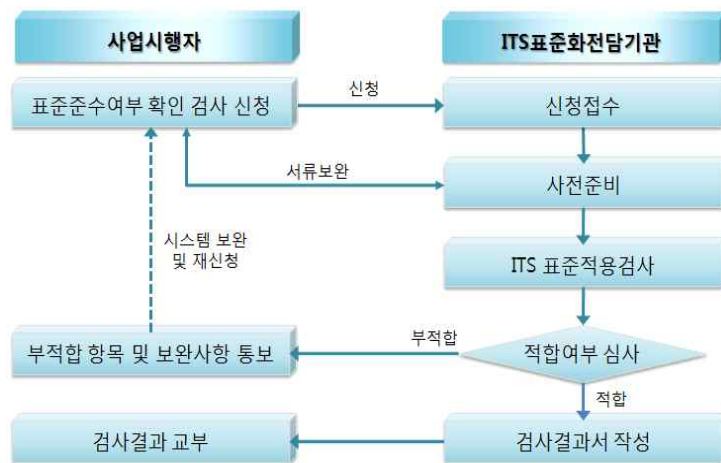 사업시행자
ITS표준화전담기관
표준준수여부 확인 검사 신청
신청
신청접수
서류보완
사전준비
시스템 보완
및 재신청
ITS 표준적용검사
부적합 항목 및 보완사항 통보
부적합
적합여부 심사
적합
검사결과 교부
검사결과서 작성